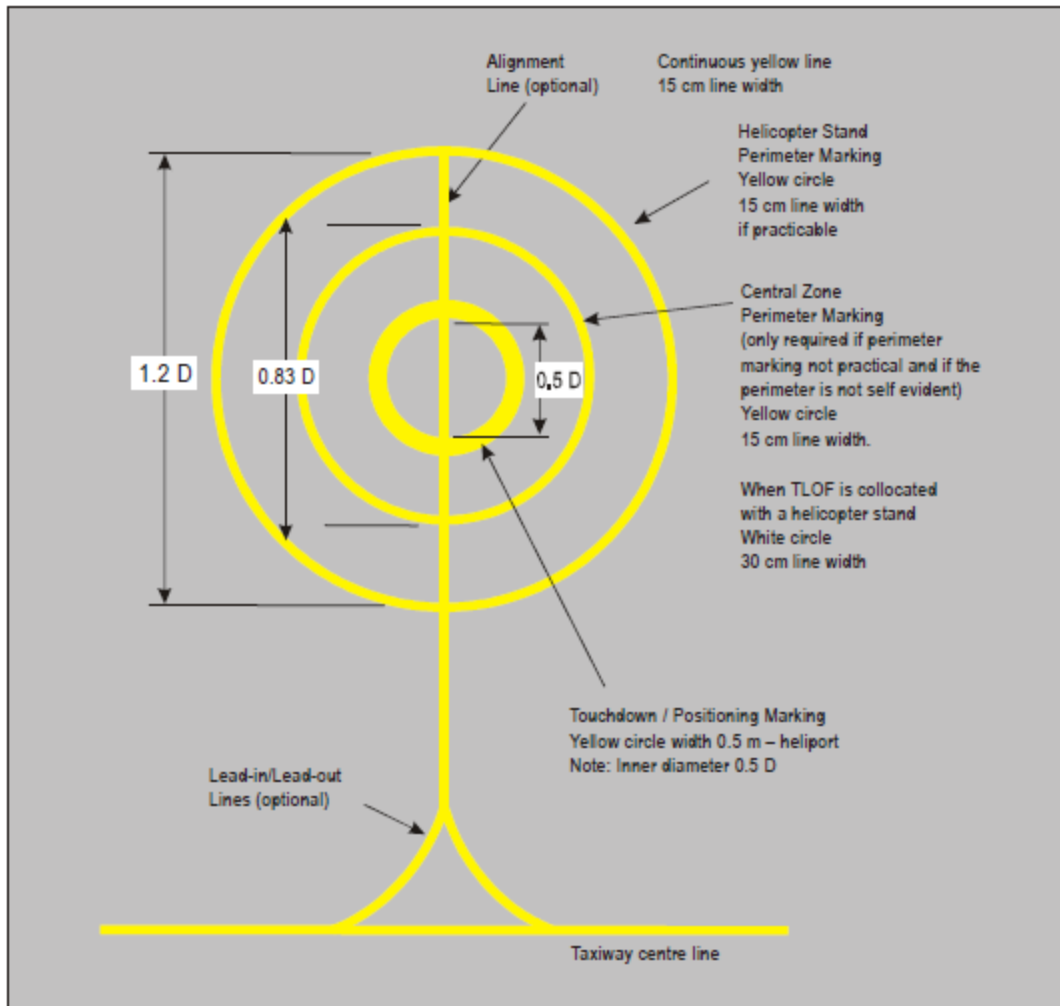 Alignment
Line (optional)
Continuous yellow line
15 cm line width
Helicopter Stand
Perimeter Marking
Yellow circle
15 cm line width
if practicable
Central Zone
Perimeter Marking
(only required if perimeter
marking not practical and if the
perimeter is not self evident)
Yellow circle
15 cm line width.
1.2 D
0.83 D
0.5 D
When TLOF is collocated
with a helicopter stand
White circle
30 cm line width
Touchdown / Positioning Marking
Yellow circle width 0.5 m – heliport
Note: Inner diameter 0.5 D
Lead-in/Lead-out
Lines (optional)
Taxiway centre line